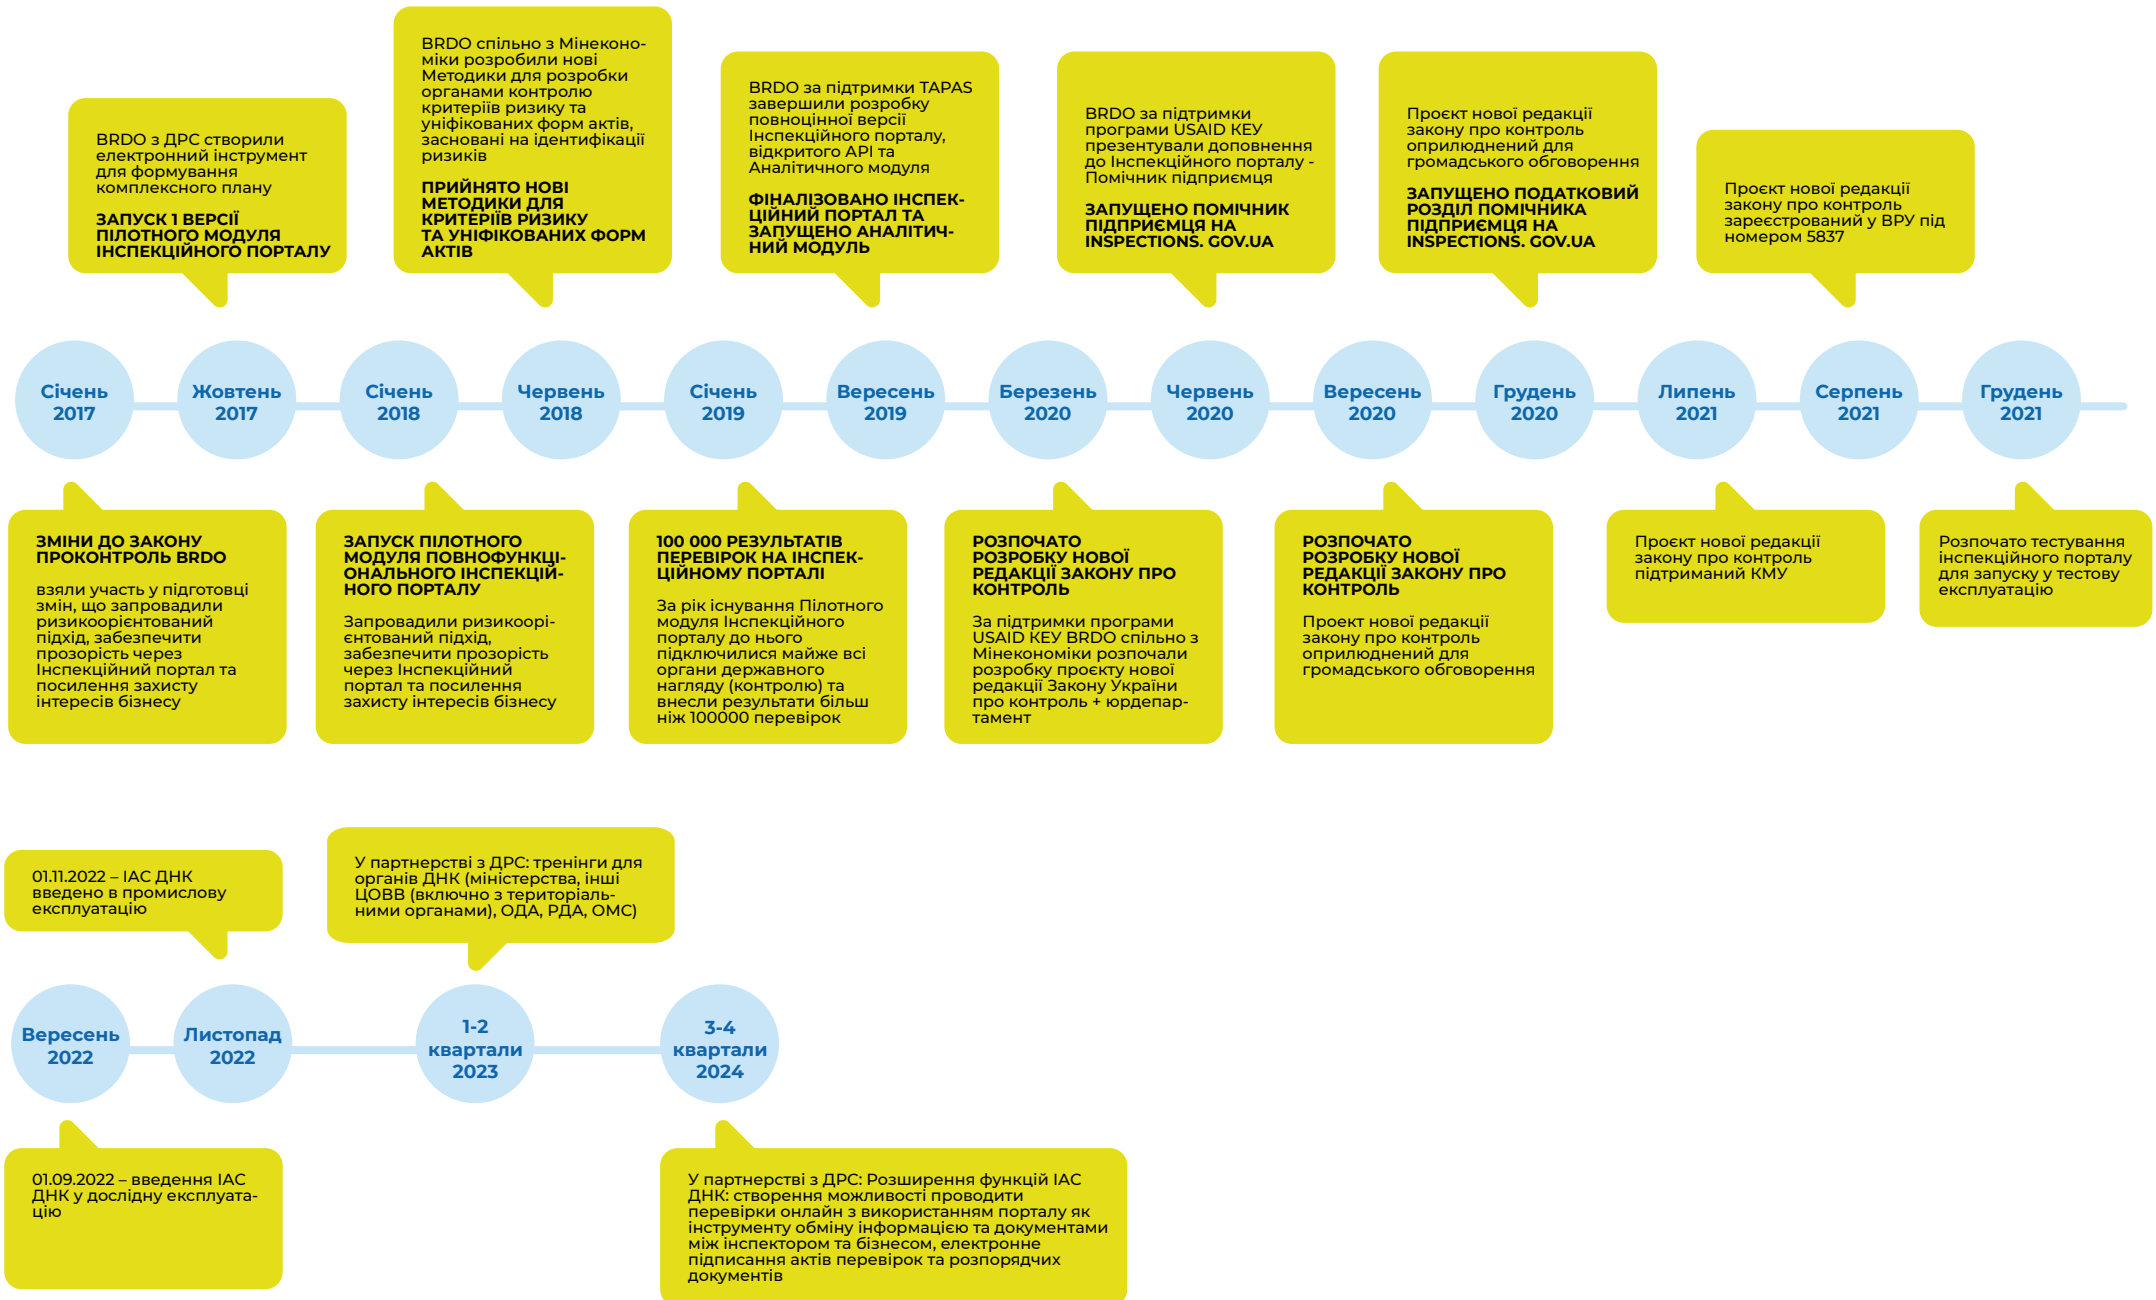 BRDO з ДРС створили
електронний інструмент
для формування
комплексного плану
ЗАПУСК 1 ВЕРСІЇ
ПІЛОТНОГО МОДУЛЯ
ІНСПЕКЦІЙНОГО ПОРТАЛУ
BRDO спільно з Мінеконо-
міки розробили нові
Методики для розробки
органами контролю
критеріїв ризику та
уніфікованих форм актів,
засновані на ідентифікації
ризиків
ПРИЙНЯТО НОВІ
МЕТОДИКИ ДЛЯ
КРИТЕРІЇВ РИЗИКУ
ТА УНІФІКОВАНИХ ФОРМ
АКТІВ
BRDO за підтримки TAPAS
завершили розробку
повноцінної версії
Інспекційного порталу,
відкритого АРІ та
Аналітичного модуля
ФІНАЛІЗОВАНО ІНСПЕК-
ЦІЙНИЙ ПОРТАЛ ТА
ЗАПУЩЕНО АНАЛІТИЧ-
НИЙ МОДУЛЬ
BRDO за підтримки
програми USAID КЕУ
презентували доповнення
до Інспекційного порталу -
Помічник підприємця
ЗАПУЩЕНО ПОМІЧНИК
ПІДПРИЄМЦЯ НА
INSPECTIONS. GOV.UA
Проєкт нової редакції
закону про контроль
оприлюднений для
громадського обговорення
ЗАПУЩЕНО ПОДАТКОВИЙ
РОЗДІЛ ПОМІЧНИКА
ПІДПРИЄМЦЯ НА
INSPECTIONS. GOV.UA
Проєкт нової редакції
закону про контроль
зареєстрований у ВРУ під
номером 5837
Січень
2017
Жовтень
2017
Січень
2018
Червень
2018
Січень
2019
Вересень
2019
Березень
2020
Червень
2020
Вересень
2020
Грудень
2020
Липень
2021
Серпень
2021
Грудень
2021
ЗМІНИ ДО ЗАКОНУ
ПРОКОНТРОЛЬ BRDO
взяли участь у підготовці
змін, що запровадили
ризикоорієнтований
підхід, забезпечити
прозорість через
Інспекційний портал та
посилення захисту
інтересів бізнесу
ЗАПУСК ПІЛОТНОГО
МОДУЛЯ ПОВНОФУНКЦІ-
ОНАЛЬНОГО ІНСПЕКЦІЙ-
НОГО ПОРТАЛУ
Запровадили ризикоорі-
єнтований підхід,
забезпечити прозорість
через Інспекційний
портал та посилення
захисту інтересів бізнесу
100 000 РЕЗУЛЬТАТІВ
ПЕРЕВІРОК НА ІНСПЕК-
ЦІЙНОМУ ПОРТАЛІ
За рік існування Пілотного
модуля Інспекційного
порталу до нього
підключилися майже всі
органи державного
нагляду (контролю) та
внесли результати більш
ніж 100000 перевірок
РОЗПОЧАТО
РОЗРОБКУ НОВОЇ
РЕДАКЦІЇ ЗАКОНУ ПРО
КОНТРОЛЬ
За підтримки програми
USAID КЕУ BRDO спільно з
Мінекономіки розпочали
розробку проєкту нової
редакції Закону України
про контроль + юрдепар-
тамент
РОЗПОЧАТО
РОЗРОБКУ НОВОЇ
РЕДАКЦІЇ ЗАКОНУ ПРО
КОНТРОЛЬ
Проект нової редакції
закону про контроль
оприлюднений для
громадського обговорення
Проєкт нової редакції
закону про контроль
підтриманий КМУ
Розпочато тестування
інспекційного порталу
для запуску у тестову
експлуатацію
01.11.2022 – ІАС ДНК
введено в промислову
експлуатацію
У партнерстві з ДРС: тренінги для
органів ДНК (міністерства, інші
ЦОВВ (включно з територіаль-
ними органами), ОДА, РДА, ОМС)
Вересень
2022
Листопад
2022
1-2
квартали
2023
3-4
квартали
2024
01.09.2022 – введення ІАС
ДНК у дослідну експлуата-
цію
У партнерстві з ДРС: Розширення функцій ІАС
ДНК: створення можливості проводити
перевірки онлайн з використанням порталу як
інструменту обміну інформацією та документами
між інспектором та бізнесом, електронне
підписання актів перевірок та розпорядчих
документів